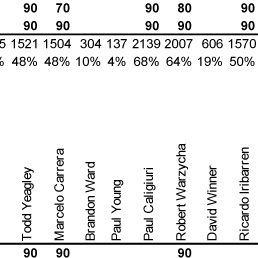 90 70 90 80 90
90 90 90 90 90
5 1521 1504 304 137 2139 2007 606 1570
% 48% 48% 10% 4% 68% 64% 19% 50%
Todd Yeagley
Marcelo Carrera
Brandon Ward
Paul Young
Paul Caligiuri
Robert Warzycha
David Winner
Ricardo Iribarren
90 90 90